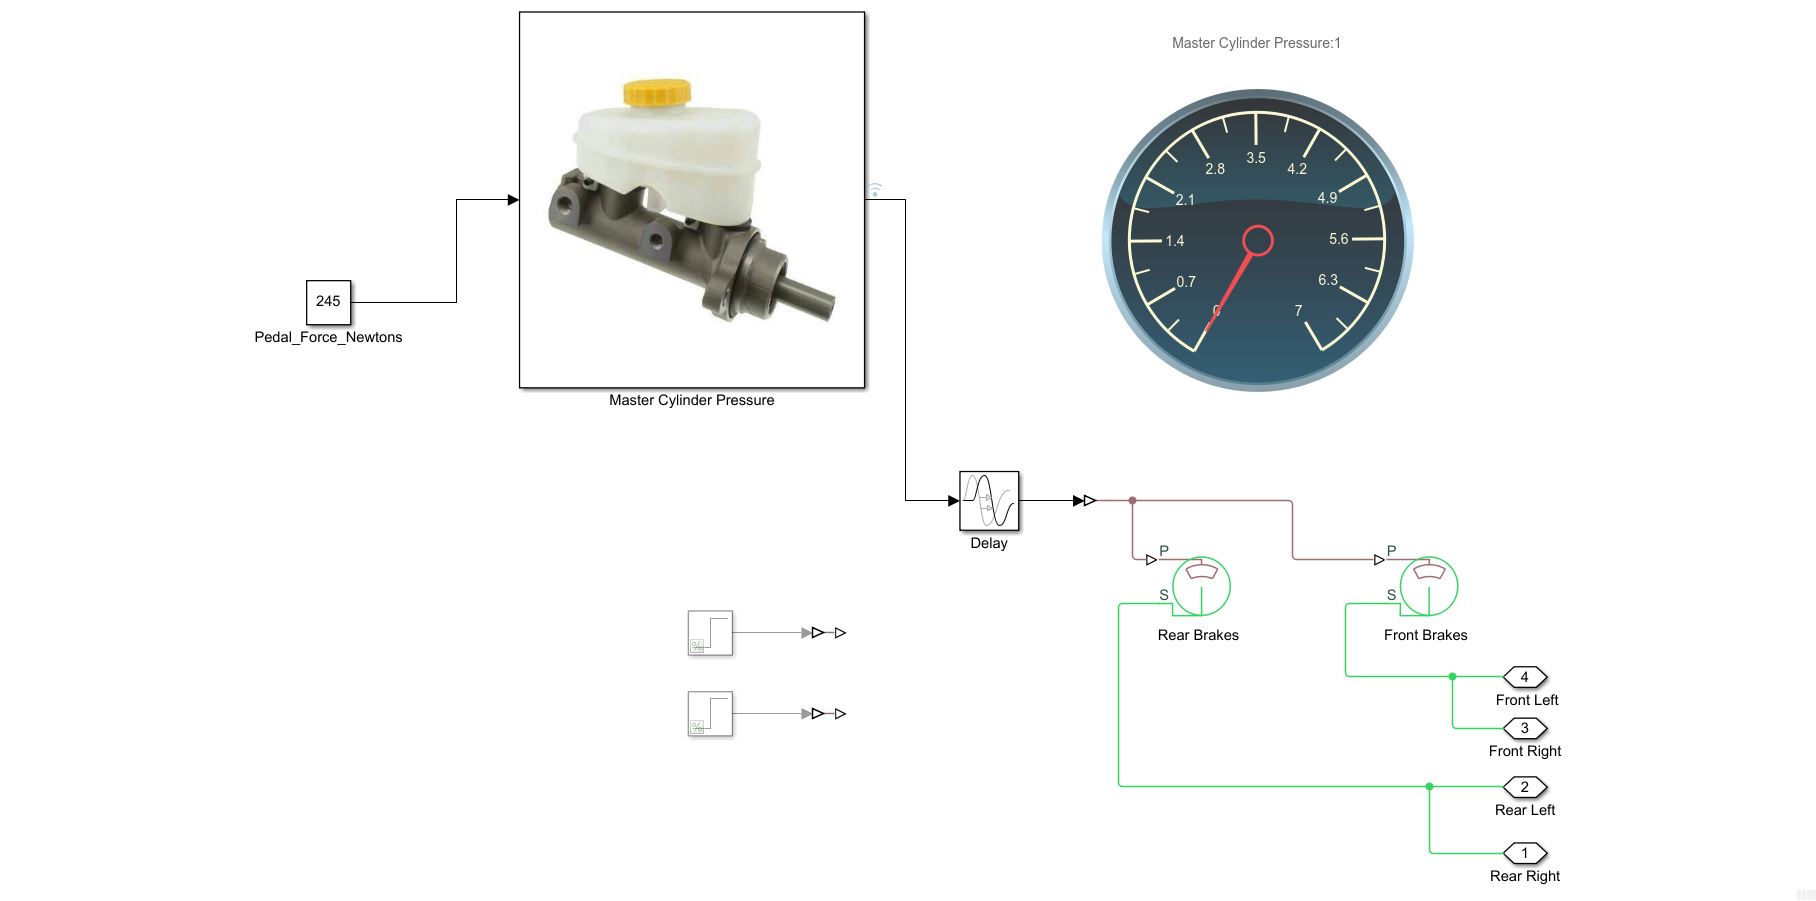 Master Cylinder Pressure:1
3.5
2.8
4.2
2.1
4.9
1.4
5.6
0.7
6.3
0
7
245
Pedal_Force_Newtons
Master Cylinder Pressure
Delay
P
P
S
S
Rear Brakes
Front Brakes
4
Front Left
3
Front Right
2
Rear Left
1
Rear Right
%
%